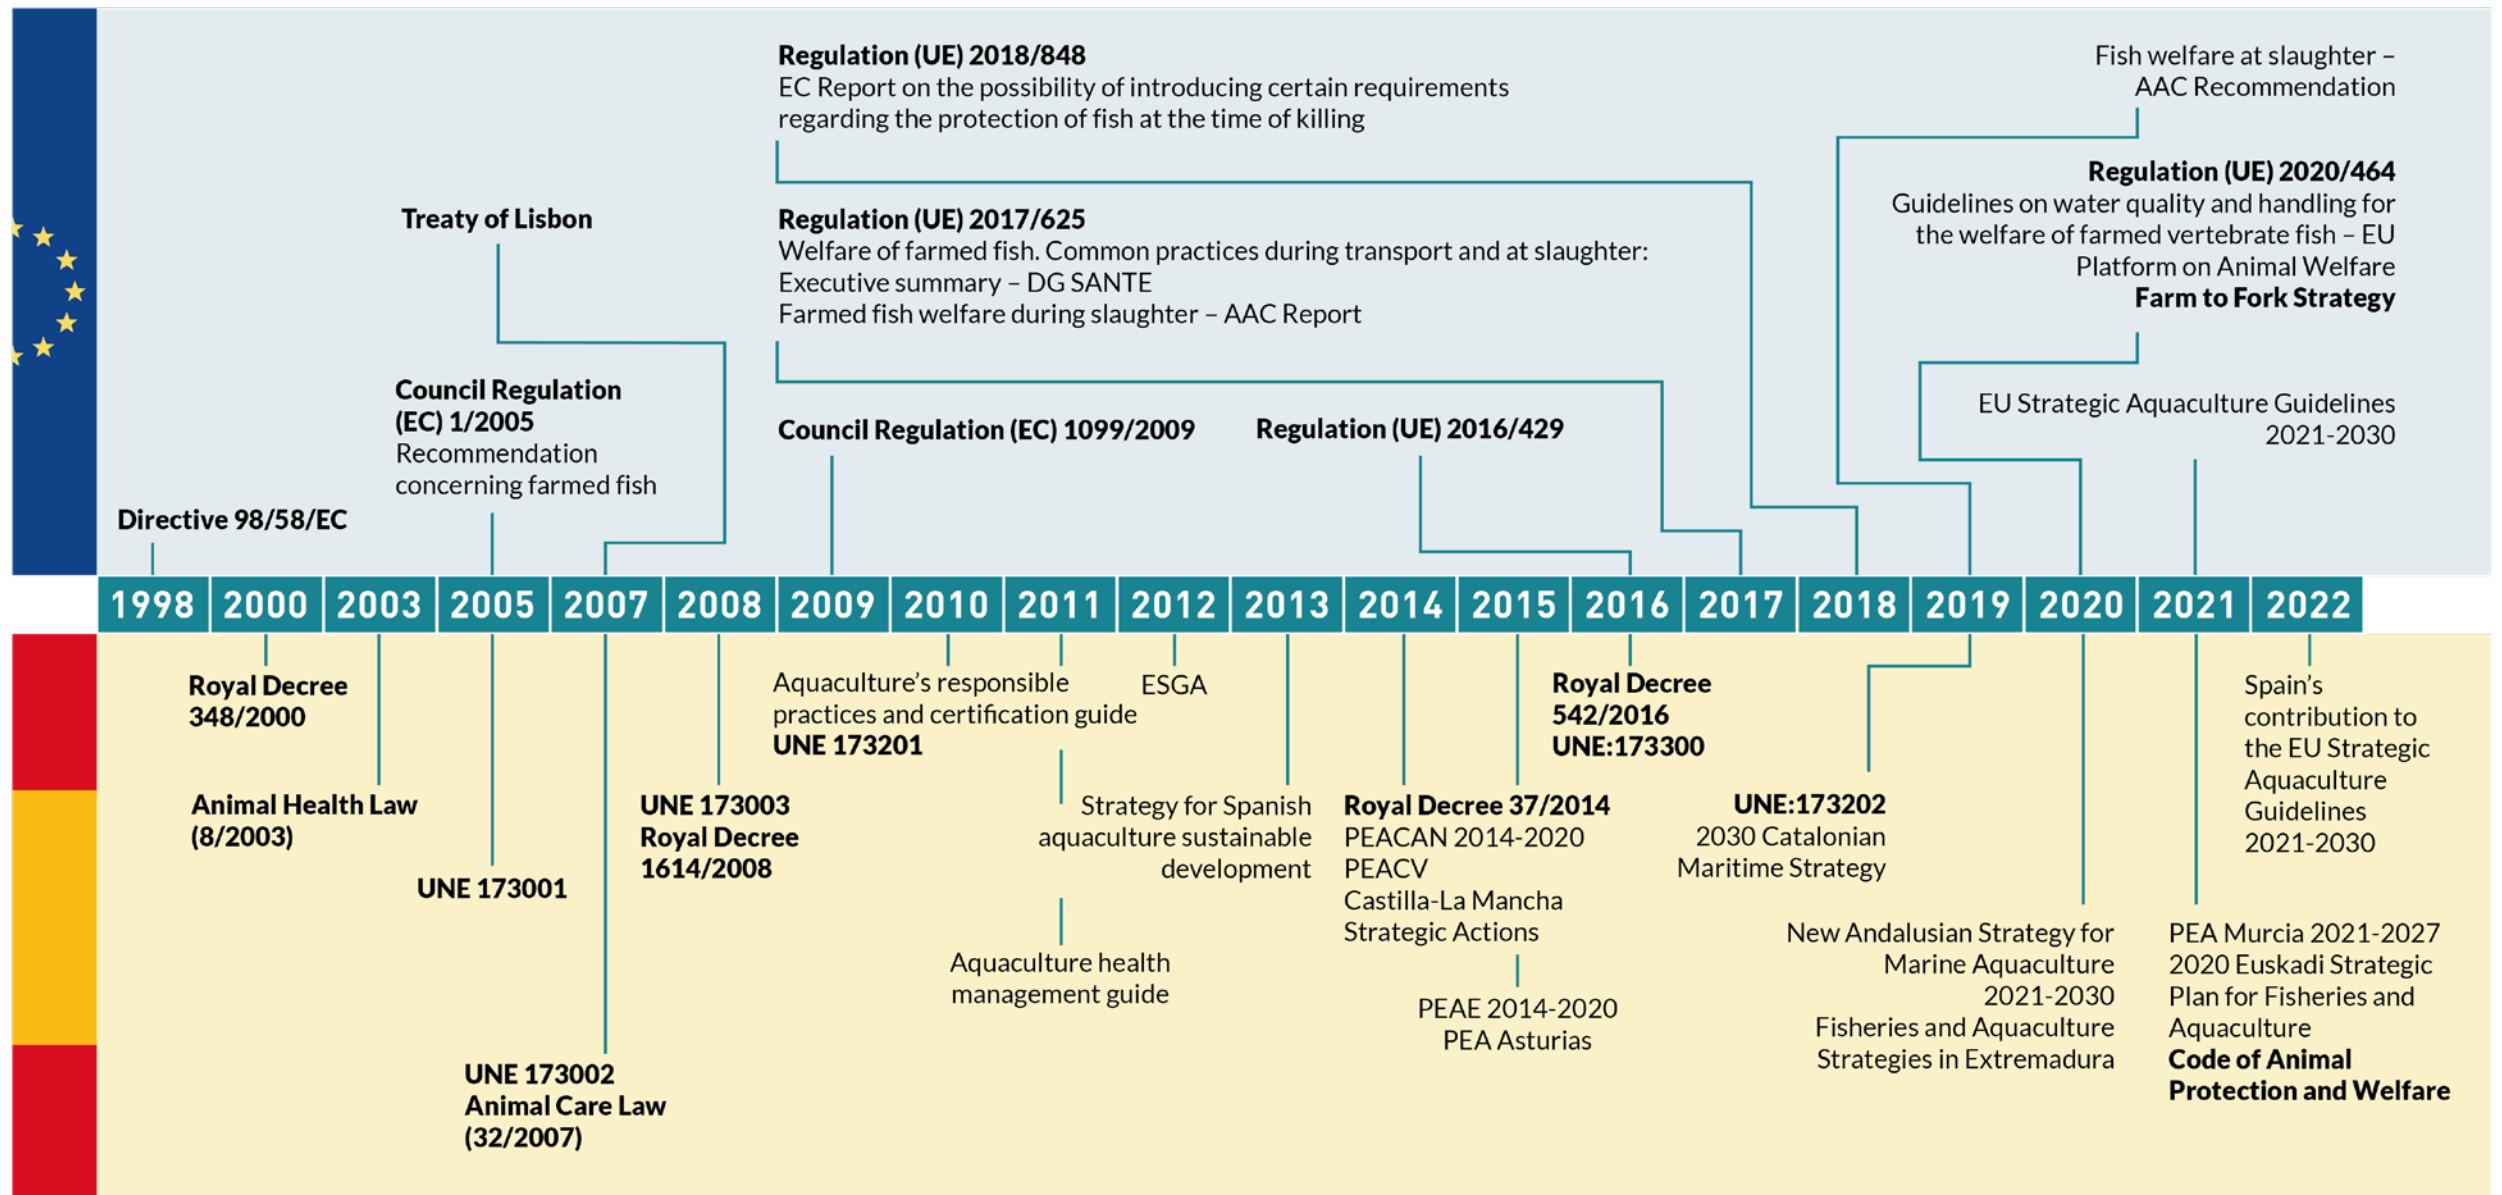 Regulation (UE) 2018/848
EC Report on the possibility of introducing certain requirements
regarding the protection of fish at the time of killing
Fish welfare at slaughter –
AAC Recommendation
Regulation (UE) 2020/464
Guidelines on water quality and handling for
the welfare of farmed vertebrate fish – EU
Platform on Animal Welfare
Farm to Fork Strategy
Treaty of Lisbon
Regulation (UE) 2017/625
Welfare of farmed fish. Common practices during transport and at slaughter:
Executive summary – DG SANTE
Farmed fish welfare during slaughter – AAC Report
Council Regulation
(EC) 1/2005
Recommendation
concerning farmed fish
Council Regulation (EC) 1099/2009
Regulation (UE) 2016/429
EU Strategic Aquaculture Guidelines
2021-2030
Directive 98/58/EC
1998 2000 2003 2005 2007 2008 2009 2010 2011 2012 2013 2014 2015 2016 2017 2018 2019 2020 2021 2022
Royal Decree
348/2000
Animal Health Law
(8/2003)
UNE 173001
UNE 173002
Animal Care Law
(32/2007)
UNE 173003
Royal Decree
1614/2008
Aquaculture’s responsible
practices and certification guide
UNE 173201
Aquaculture health
management guide
ESGA
Strategy for Spanish
aquaculture sustainable
development
Royal Decree 37/2014
PEACAN 2014-2020
PEACV
Castilla-La Mancha
Strategic Actions
PEAE 2014-2020
PEA Asturias
Royal Decree
542/2016
UNE:173300
UNE:173202
2030 Catalonian
Maritime Strategy
New Andalusian Strategy for
Marine Aquaculture
2021-2030
Fisheries and Aquaculture
Strategies in Extremadura
PEA Murcia 2021-2027
2020 Euskadi Strategic
Plan for Fisheries and
Aquaculture
Code of Animal
Protection and Welfare
Spain’s
contribution to
the EU Strategic
Aquaculture
Guidelines
2021-2030